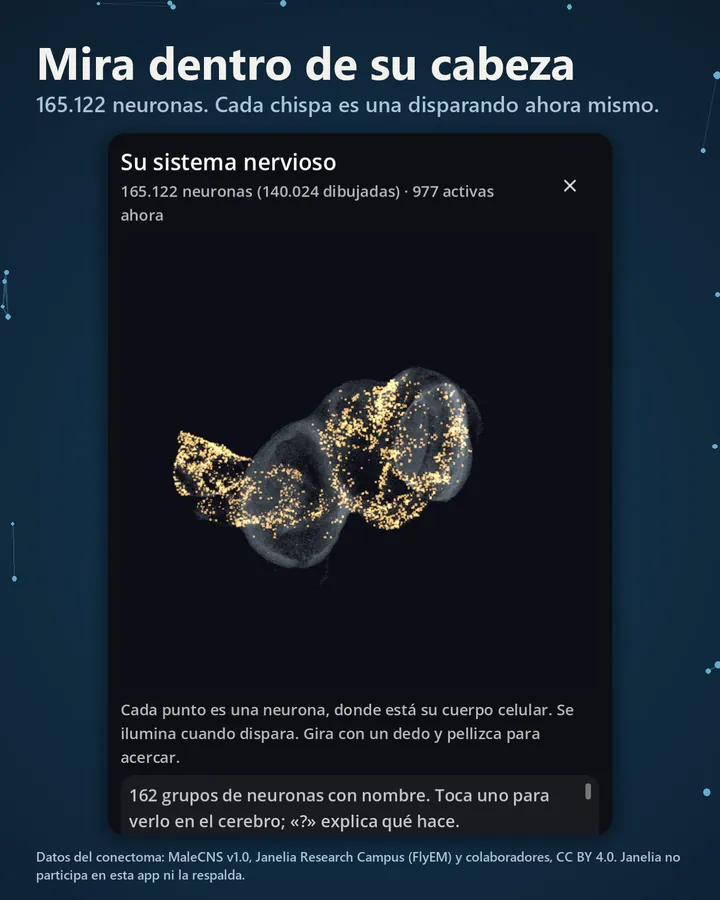 Mira dentro de su cabeza
165.122 neuronas. Cada chispa es una disparando ahora mismo.
Su sistema nervioso
165.122 neuronas (140.024 dibujadas) · 977 activas
ahora
Cada punto es una neurona, donde está su cuerpo celular. Se
ilumina cuando dispara. Gira con un dedo y pellizca para
acercar.
162 grupos de neuronas con nombre. Toca uno para
verlo en el cerebro; «?» explica qué hace.
Datos del conectoma: MaleCNS v1.0, Janelia Research Campus (FlyEM) y colaboradores, CC BY 4.0. Janelia no
participa en esta app ni la respalda.